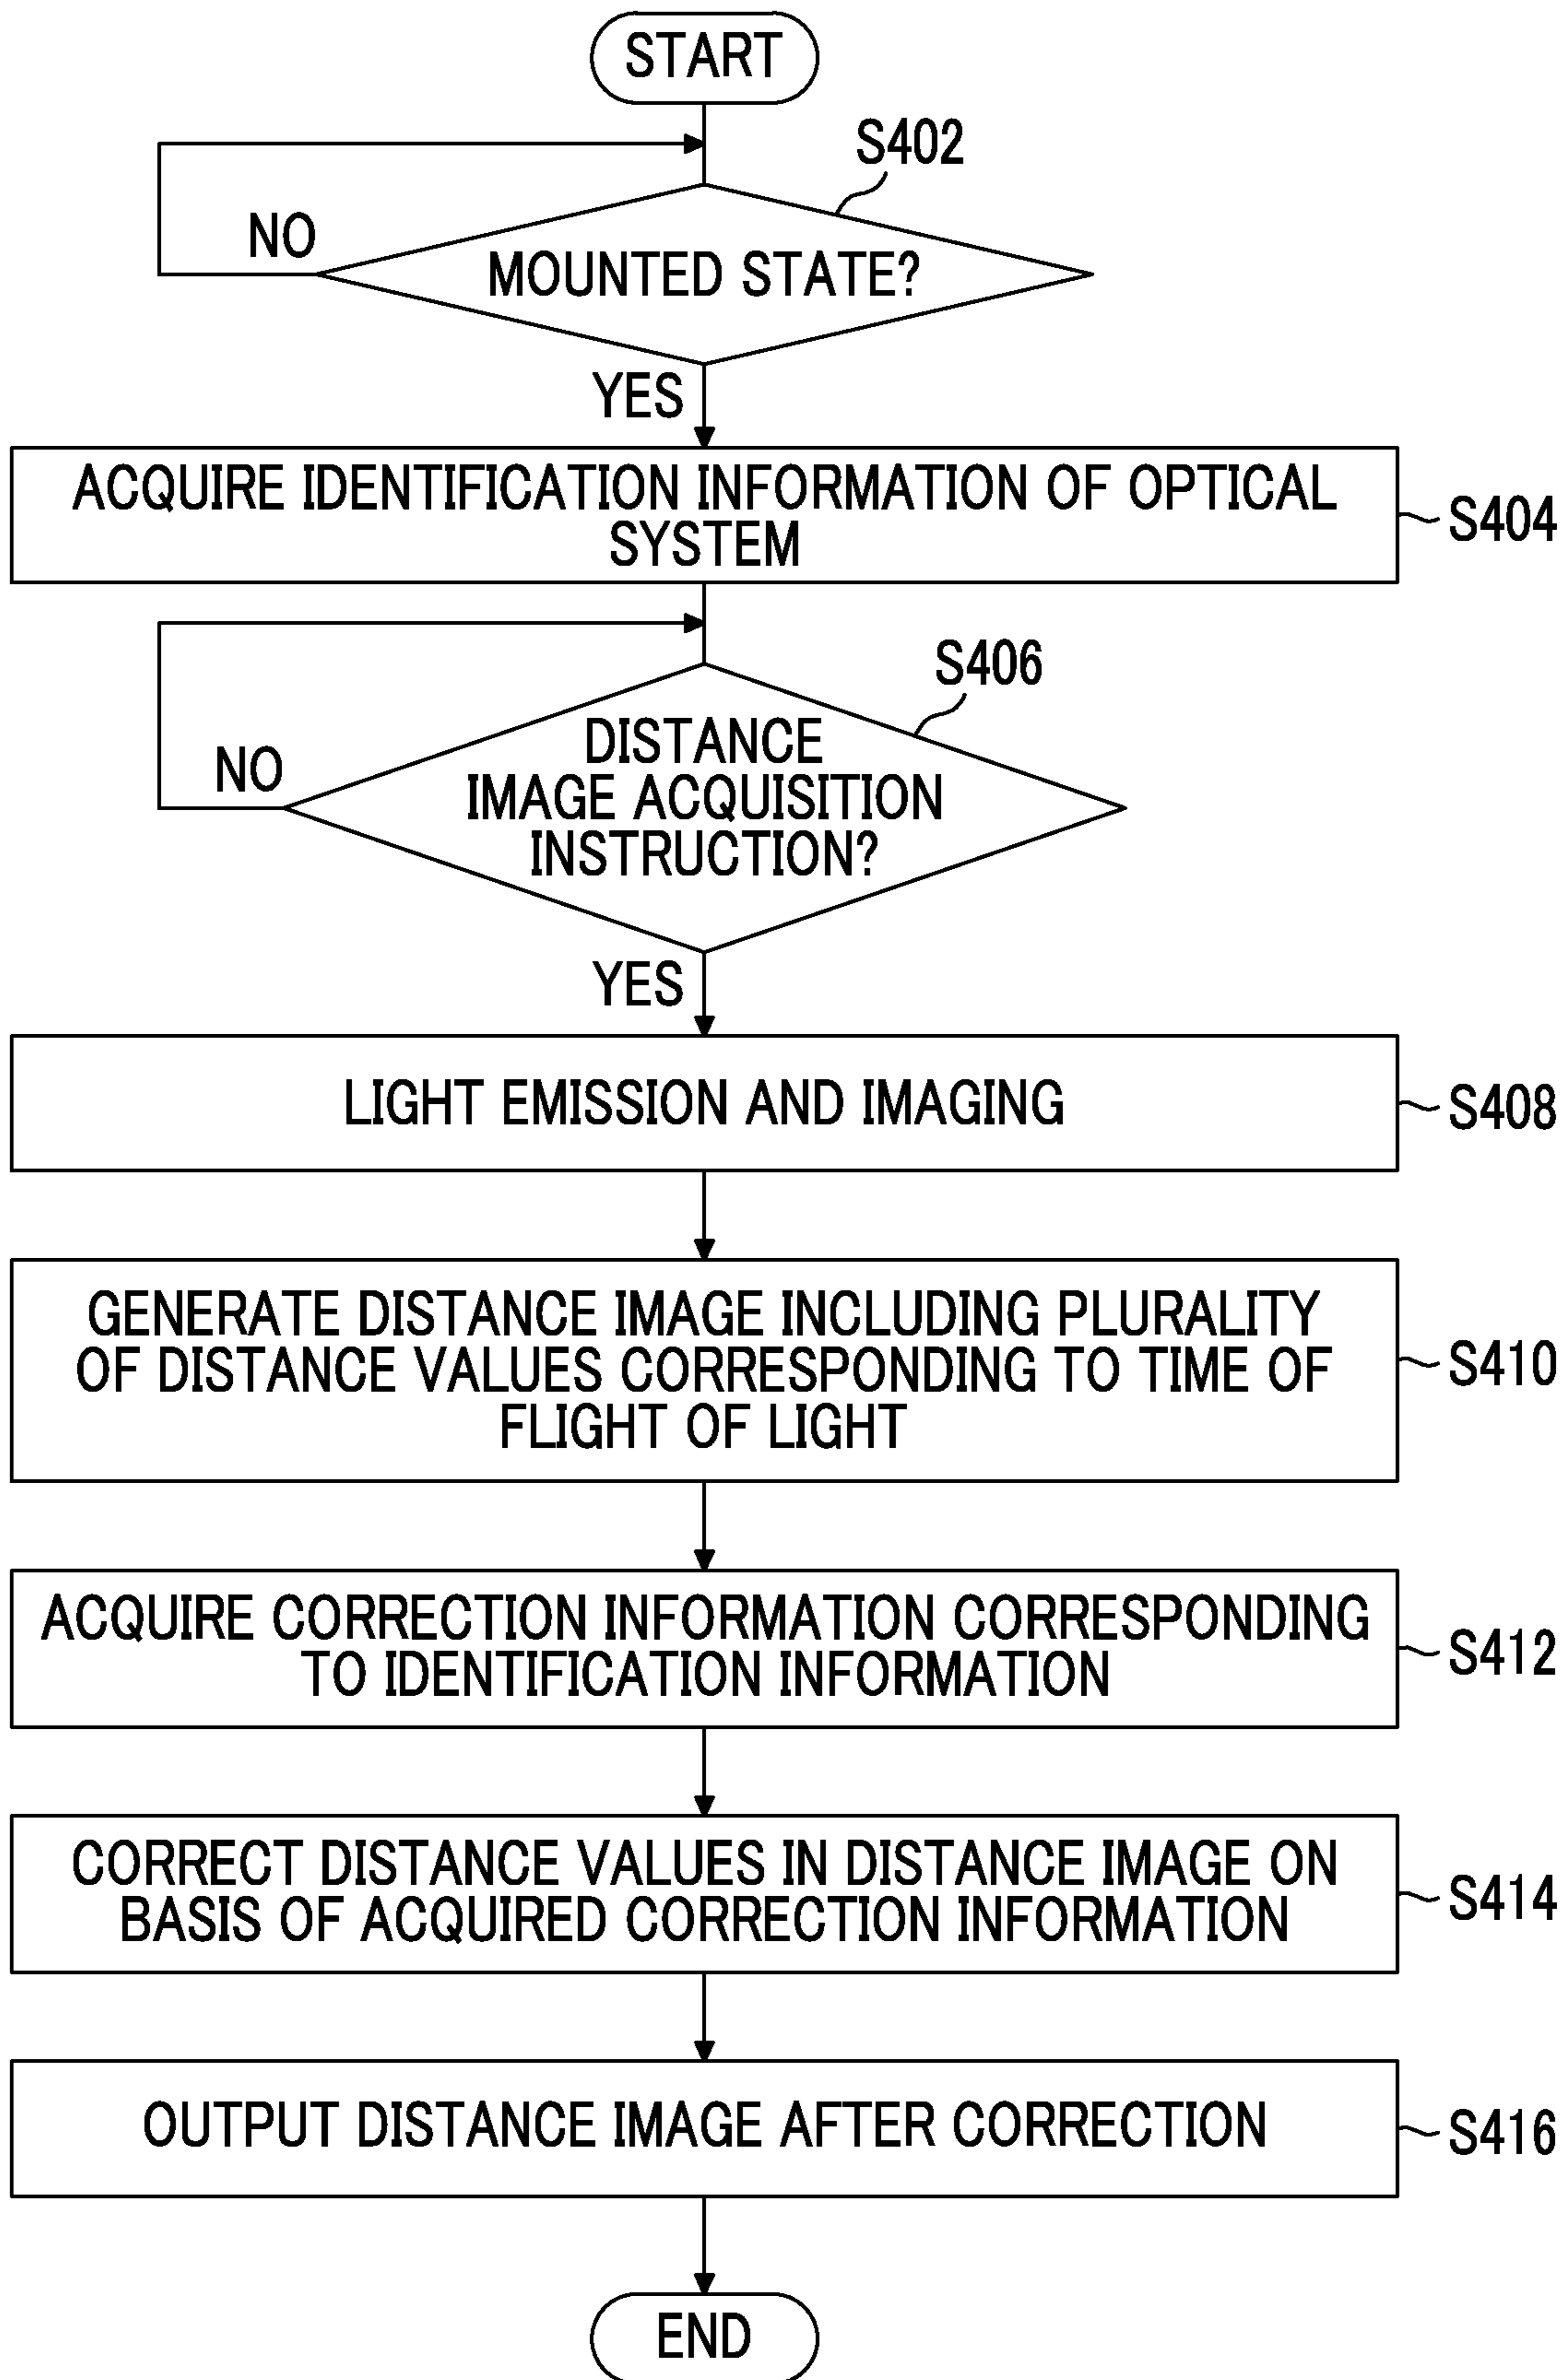 START
S402
NO
MOUNTED STATE?
YES
ACQUIRE IDENTIFICATION INFORMATION OF OPTICAL
SYSTEM
S404
S406
DISTANCE
IMAGE ACQUISITION
INSTRUCTION?
NO
YES
LIGHT EMISSION AND IMAGING
S408
GENERATE DISTANCE IMAGE INCLUDING PLURALITY
OF DISTANCE VALUES CORRESPONDING TO TIME OF
FLIGHT OF LIGHT
S410
ACQUIRE CORRECTION INFORMATION CORRESPONDING
TO IDENTIFICATION INFORMATION
S412
CORRECT DISTANCE VALUES IN DISTANCE IMAGE ON
BASIS OF ACQUIRED CORRECTION INFORMATION
S414
OUTPUT DISTANCE IMAGE AFTER CORRECTION
S416
END